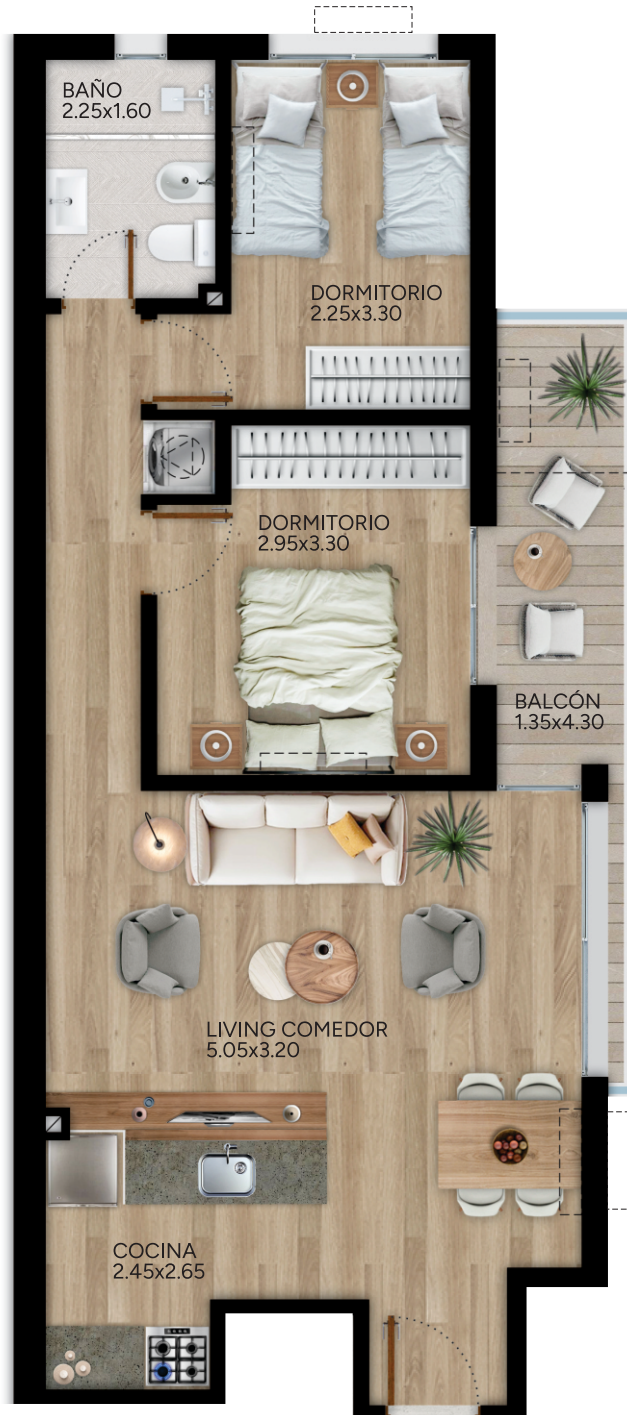 BAÑO
2.25x1.60
DORMITORIO
2.25x3.30
DORMITORIO
2.95x3.30
BALCÓN
1.35x4.30
LIVING COMEDOR
5.05x3.20
COCINA
2.45x2.65